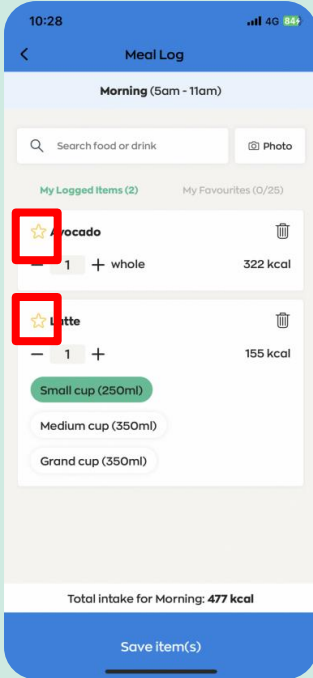 10:28 4G 84
Meal Log
Morning (5am - 11am)
Search food or drink Photo
My Logged Items (2) My Favourites (0/25)
Avocado
− 1 + whole 322 kcal
Latte
− 1 + 155 kcal
Small cup (250ml)
Medium cup (350ml)
Grand cup (350ml)
Total intake for Morning: 477 kcal
Save item(s)